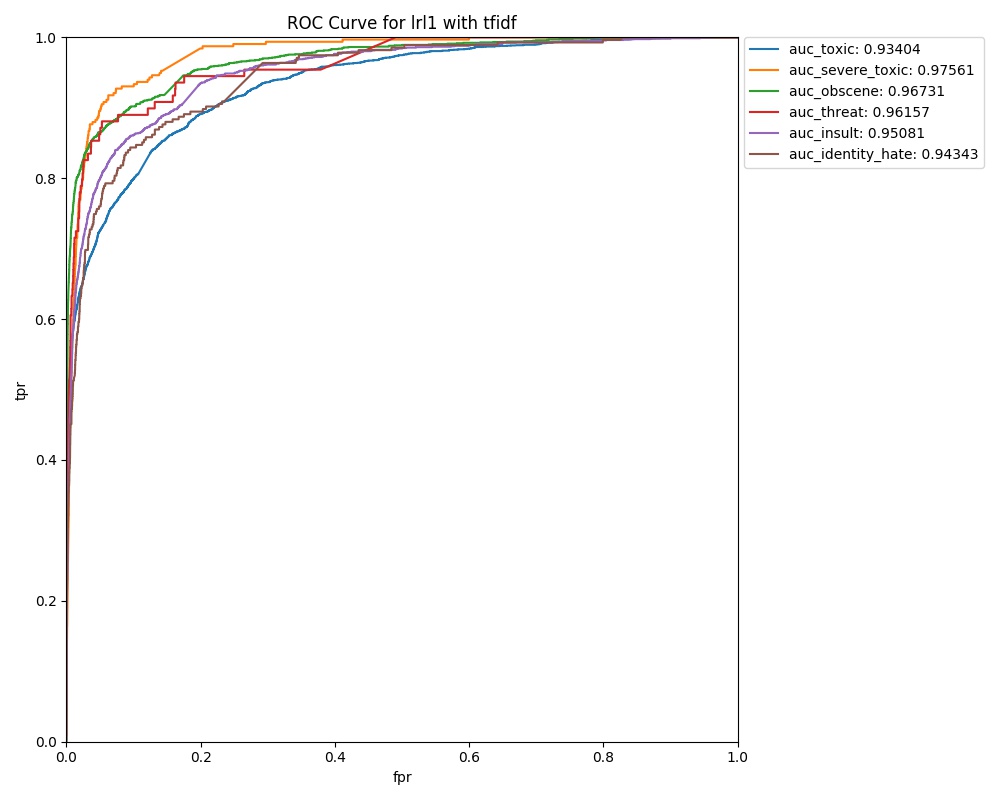 ROC Curve for lrl1 with tfidf
auc_toxic: 0.93404
auc_severe_toxic: 0.97561
auc_obscene: 0.96731
auc_threat: 0.96157
auc_insult: 0.95081
auc_identity_hate: 0.94343
tpr
1.0
0.8
0.6
0.4
0.2
0.0
0.0 0.2 0.4 0.6 0.8 1.0
fpr